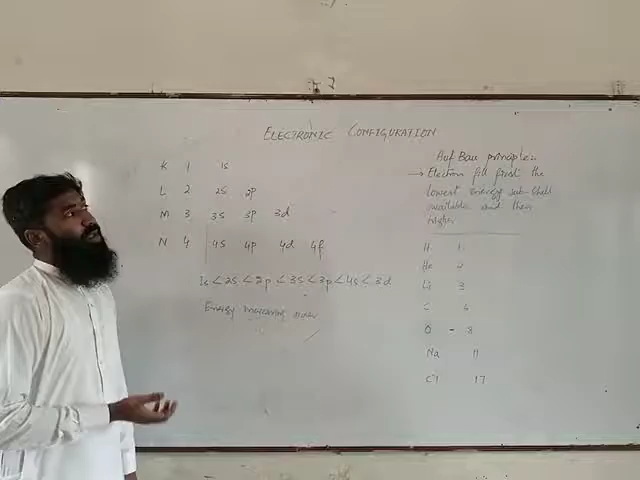 ELECTRONIC CONFIGURATION
K 1 1s
L 2 2s 2p
M 3 3s 3p 3d
N 4 4s 4p 4d 4f
1s < 2s < 2p < 3s < 3p < 4s < 3d
Energy increasing order
Auf Bau principle:
→ Electron fill first the
lowest energy sub-shell
available and then
higher
H 1
He 2
Li 3
C 6
O - 8
Na 11
Cl 17